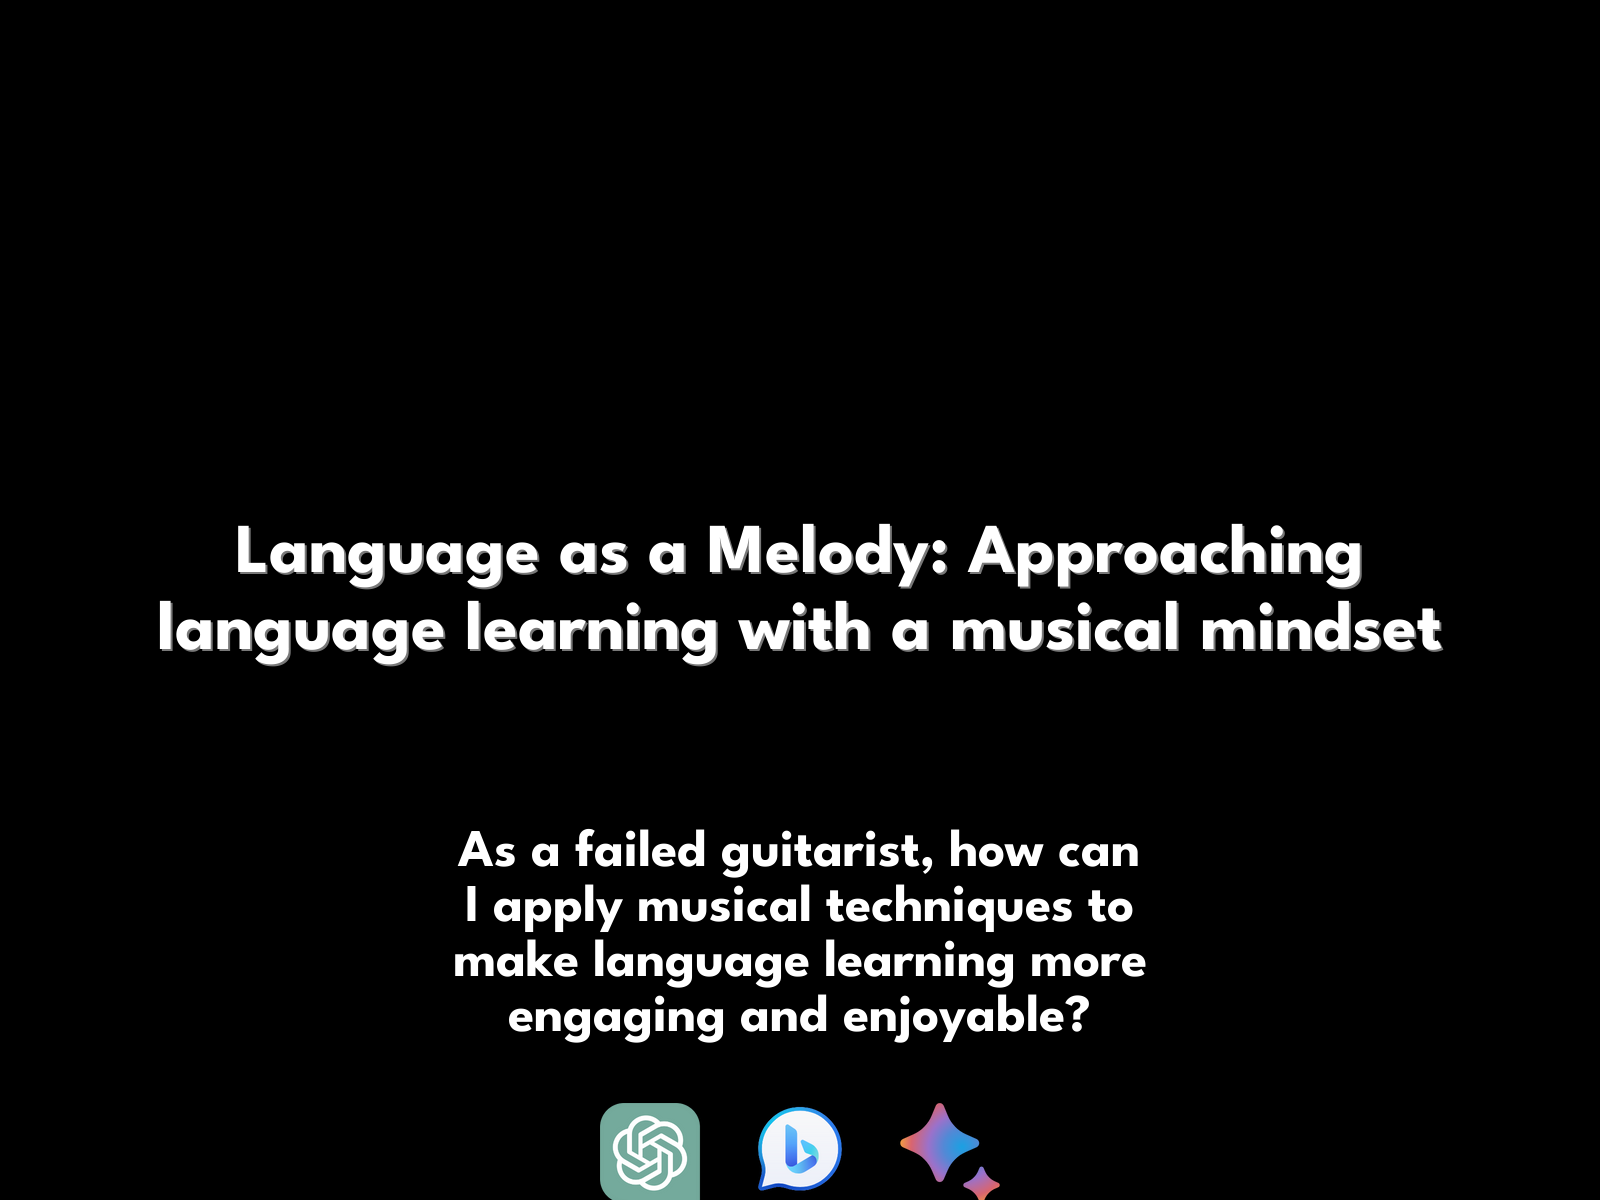 Language as a Melody: Approaching
language learning with a musical mindset
As a failed guitarist, how can
I apply musical techniques to
make language learning more
engaging and enjoyable?